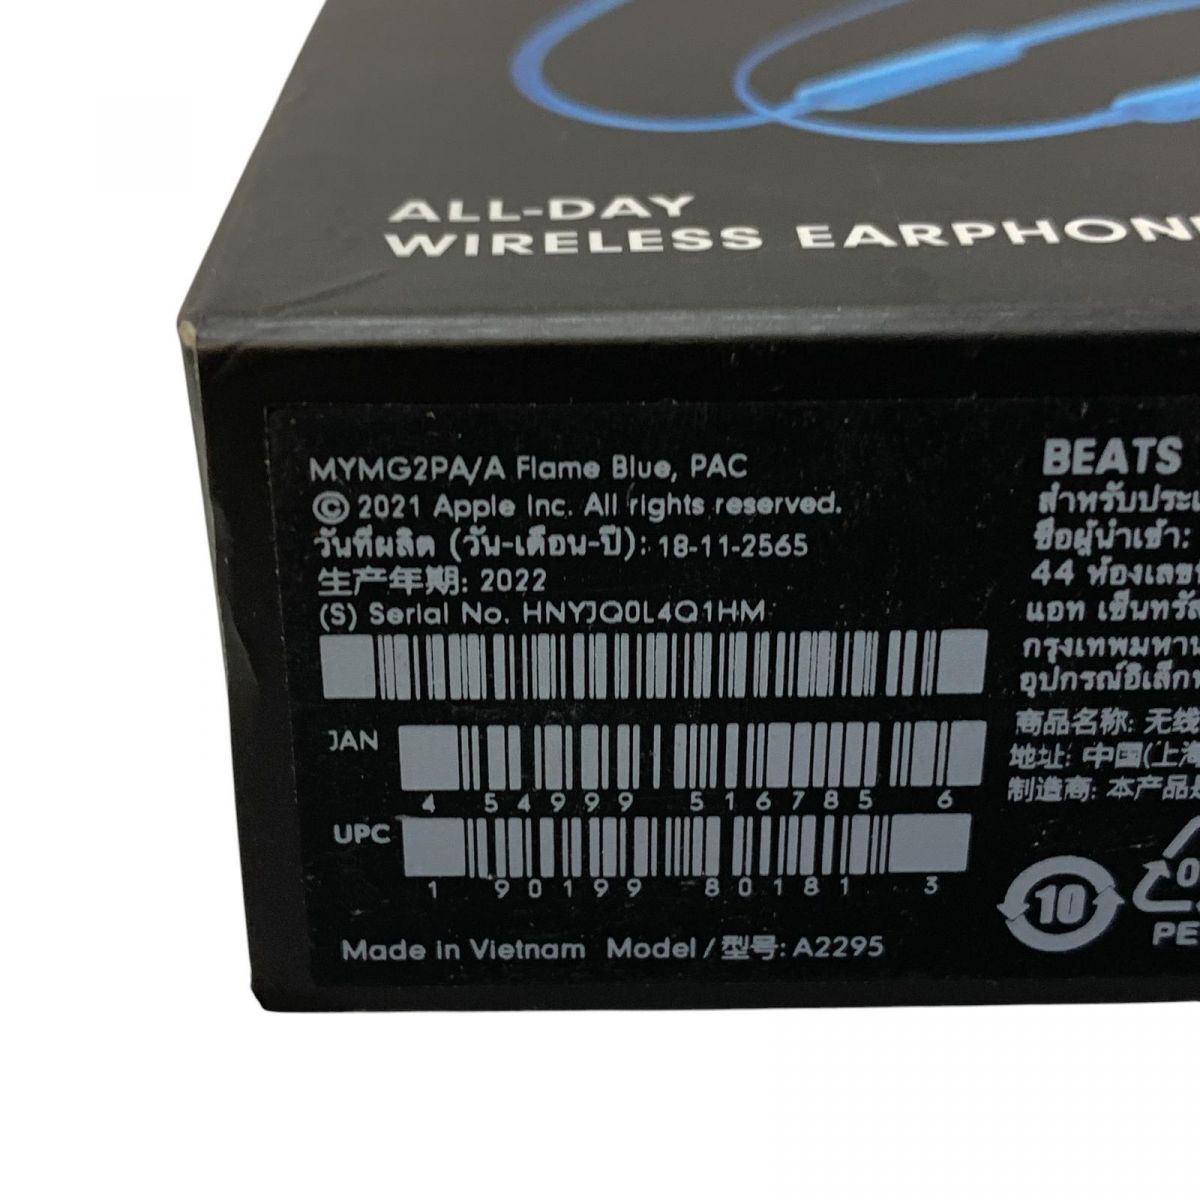 ALL-DAY
WIRELESS EARPHON
MYMG2PA/A Flame Blue, PAC
© 2021 Apple Inc. All rights reserved.
วันที่ผลิต (วัน-เดือน-ปี): 18-11-2565
生产年期: 2022
(S) Serial No. HNYJQ0L4Q1HM
JAN
4 54999 516785 6
UPC
1 90199 80181 3
Made in Vietnam Model / 型号: A2295
BEATS
สำหรับประเ
ชื่อผู้นำเข้า:
44 ห้องเลขท
แอท เซ็นทรัล
กรุงเทพมหาน
อุปกรณ์อิเล็กท
商品名称: 无线
地址: 中国(上海
制造商: 本产品
10
0
PE